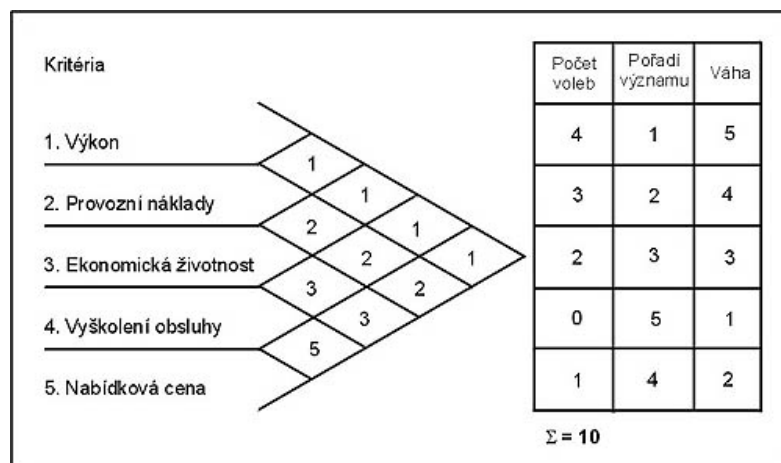 Kritéria
1. Výkon
2. Provozní náklady
3. Ekonomická životnost
4. Vyškolení obsluhy
5. Nabídková cena
1
1
2
1
2
1
3
2
3
5
Počet voleb Pořadí významu Váha
4 1 5
3 2 4
2 3 3
0 5 1
1 4 2
Σ = 10